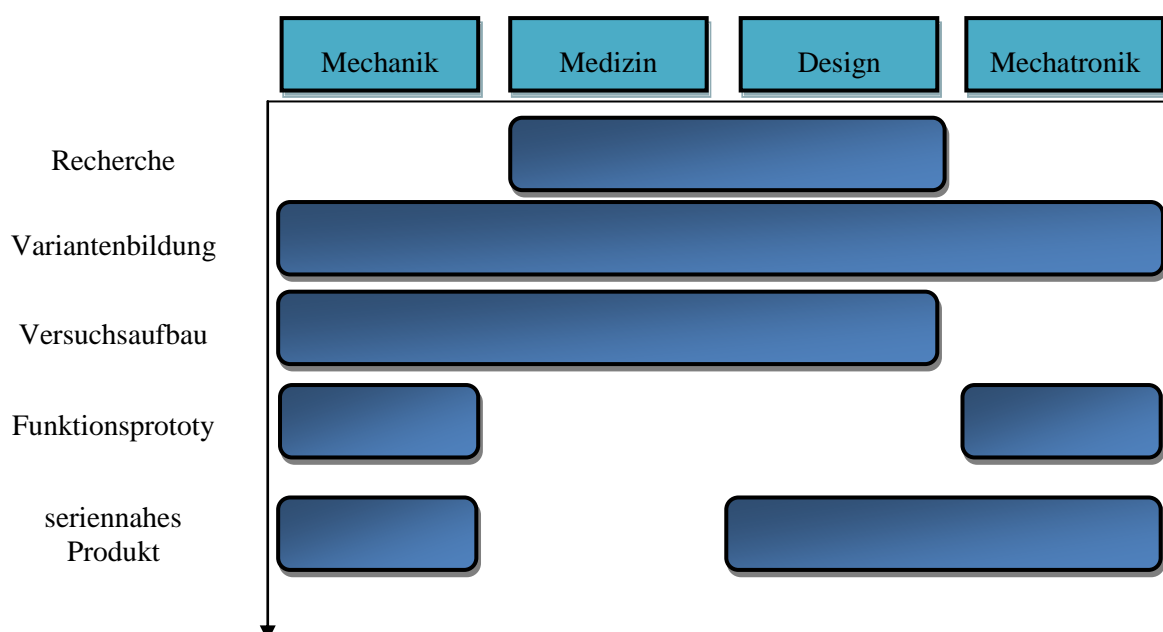 Mechanik
Medizin
Design
Mechatronik
Recherche
Variantenbildung
Versuchsaufbau
Funktionsprototy
seriennahes
Produkt